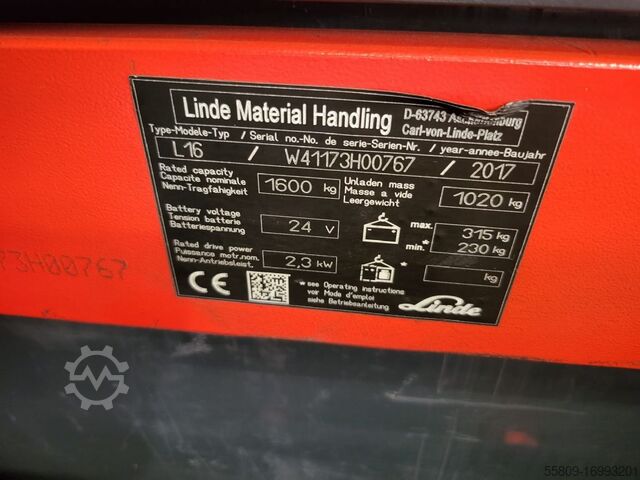 Linde Material Handling
D-63743 Aschaffenburg
Carl-von-Linde-Platz
Type-Modele-Typ / Serial no.-No. de serie-Serien-Nr. / year-annee-Baujahr
L16 / W41173H00767 / 2017
Rated capacity
Capacite nominale
Nenn-Tragfähigkeit
1600 kg
Unladen mass
Masse a vide
Leergewicht
1020 kg
Battery voltage
Tension batterie
Batteriespannung
24 V
max. 315 kg
* min. * 230 kg
Rated drive power
Puissance motr.nom.
Nenn-Antriebsleist.
2,3 kW
kg
CE
* see Operating instructions
voir Mode d'emploi
siehe Betriebsanleitung
Linde
73H00767
55809-16993201